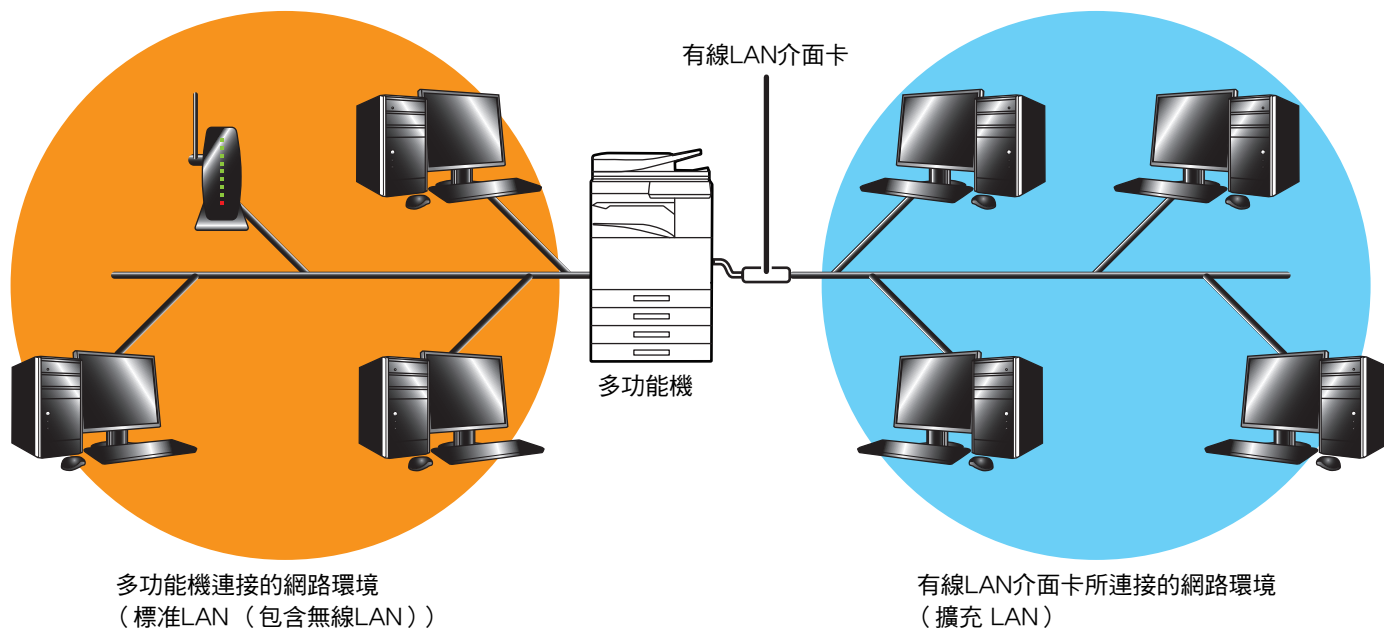 有線LAN介面卡
多功能機
多功能機連接的網路環境
（標准LAN（包含無線LAN））
有線LAN介面卡所連接的網路環境
（擴充 LAN）